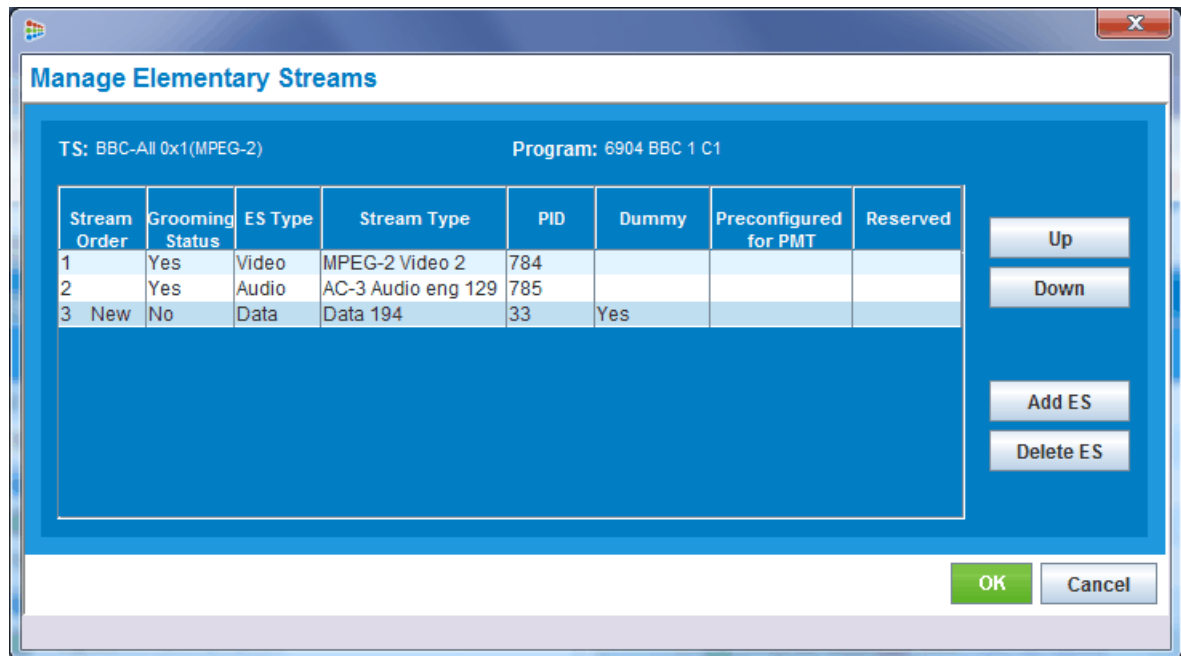 Manage Elementary Streams
TS: BBC-All 0x1(MPEG-2) Program: 6904 BBC 1 C1
Stream Order Grooming Status ES Type Stream Type PID Dummy Preconfigured for PMT Reserved
1 Yes Video MPEG-2 Video 2 784
2 Yes Audio AC-3 Audio eng 129 785
3 New No Data Data 194 33 Yes
Up
Down
Add ES
Delete ES
OK Cancel